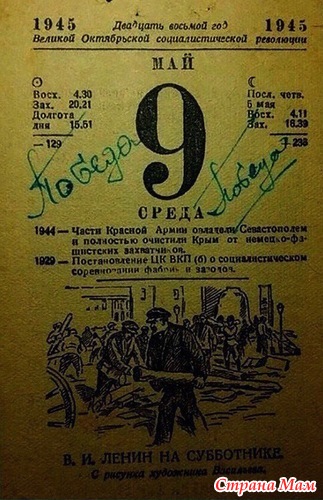 1945 Двадцать восьмой год 1945
Великой Октябрьской социалистической революции
МАЙ
Восх. 4.30
Зах. 20.21
Долгота
дня 15.51
—129
Посл. четв.
5 мая
Восх. 4.11
Зах. 16.39
236
Победа
9
Победа
СРЕДА
1944 — Части Красной Армии овладели Севастополем
и полностью очистили Крым от немецко-фа-
шистских захватчиков.
1929 — Постановление ЦК ВКП (б) о социалистическом
соревновании фабрик и заводов.
В. И. ЛЕНИН НА СУББОТНИКЕ.
С рисунка художника Васильева.
Страна Мам